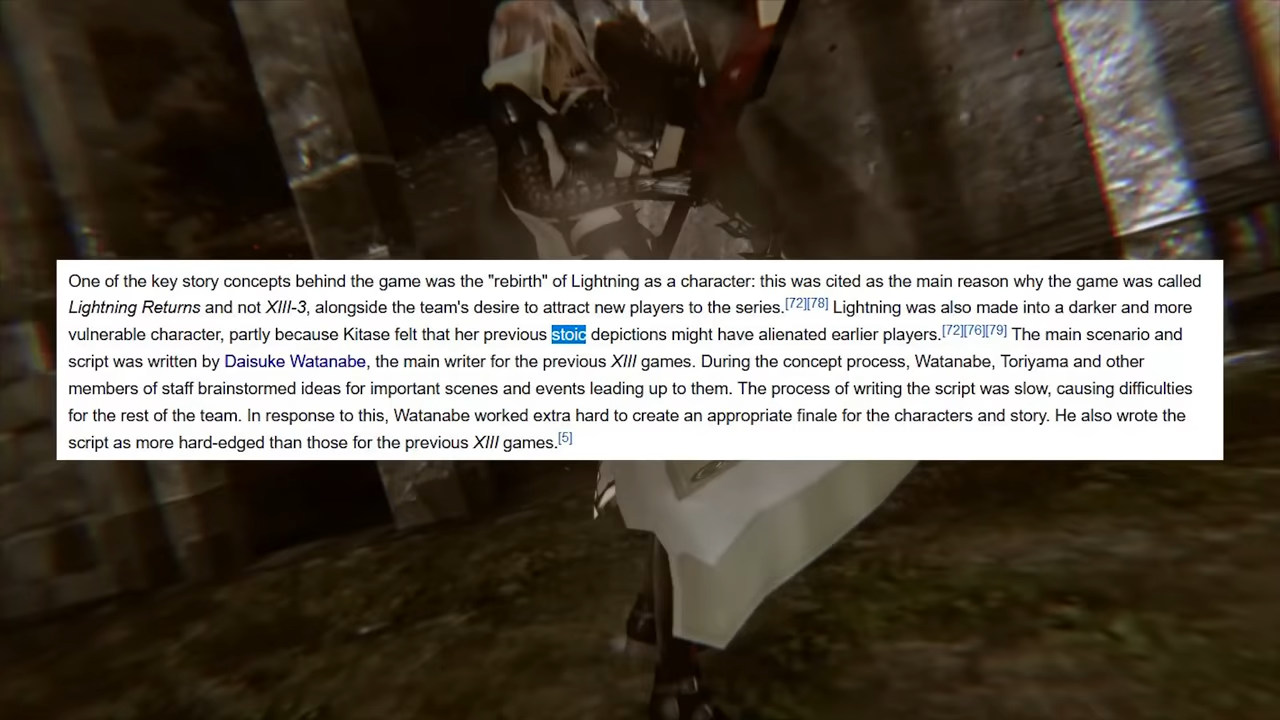 One of the key story concepts behind the game was the "rebirth" of Lightning as a character: this was cited as the main reason why the game was called
Lightning Returns and not XIII-3, alongside the team's desire to attract new players to the series.[72][78] Lightning was also made into a darker and more
vulnerable character, partly because Kitase felt that her previous stoic depictions might have alienated earlier players.[72][76][79] The main scenario and
script was written by Daisuke Watanabe, the main writer for the previous XIII games. During the concept process, Watanabe, Toriyama and other
members of staff brainstormed ideas for important scenes and events leading up to them. The process of writing the script was slow, causing difficulties
for the rest of the team. In response to this, Watanabe worked extra hard to create an appropriate finale for the characters and story. He also wrote the
script as more hard-edged than those for the previous XIII games.[5]